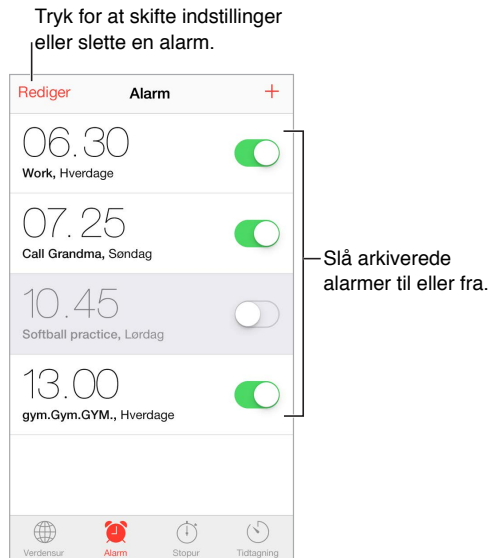 Tryk for at skifte indstillinger
eller slette en alarm.
Rediger Alarm +
06.30
Work, Hverdage
07.25
Call Grandma, Søndag
Slå arkiverede
alarmer til eller fra.
10.45
Softball practice, Lørdag
13.00
gym.Gym.GYM., Hverdage
Verdensur Alarm Stopur Tidtagning